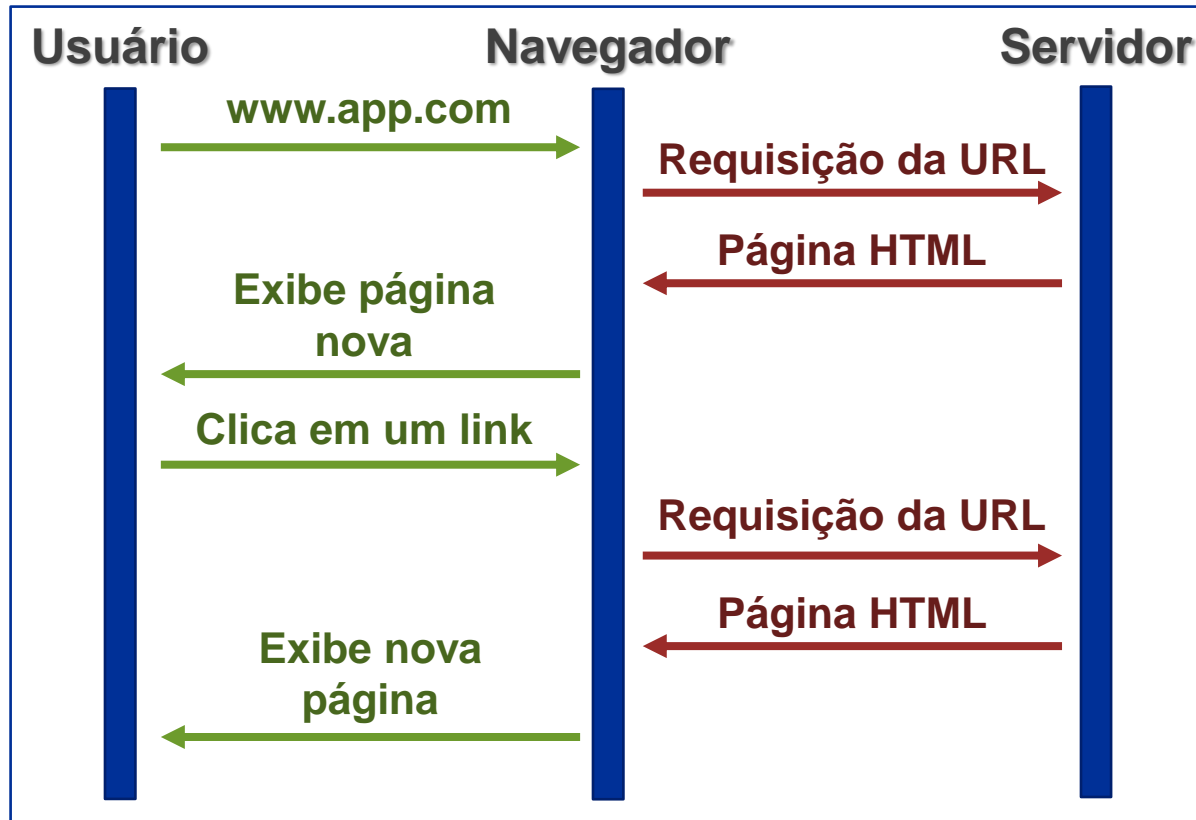 Usuário
Navegador
Servidor
www.app.com
Requisição da URL
Página HTML
Exibe página
nova
Clica em um link
Requisição da URL
Página HTML
Exibe nova
página